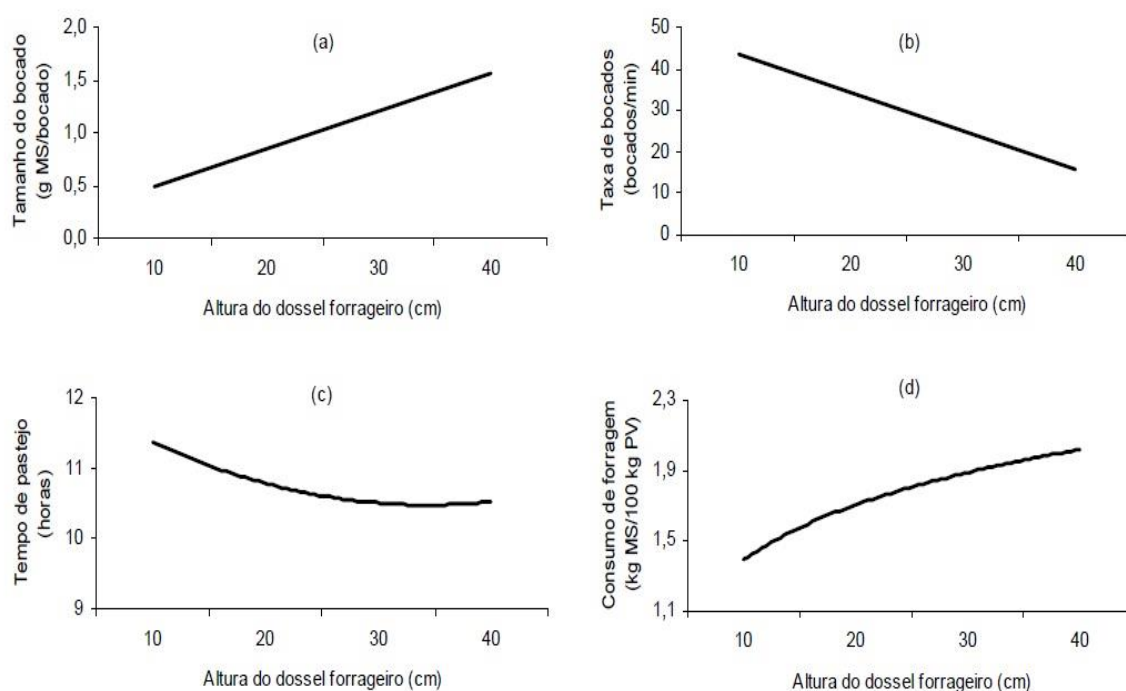 (a)
Tamanho do bocado
(g MS/bocado)
2,0
1,5
1,0
0,5
0,0
10 20 30 40
Altura do dossel forrageiro (cm)
(b)
Taxa de bocados
(bocados/min)
50
40
30
20
10
0
10 20 30 40
Altura do dossel forrageiro (cm)
(c)
Tempo de pastejo
(horas)
12
11
10
9
10 20 30 40
Altura do dossel forrageiro (cm)
(d)
Consumo de forragem
(kg MS/100 kg PV)
2,3
1,9
1,5
1,1
10 20 30 40
Altura do dossel forrageiro (cm)